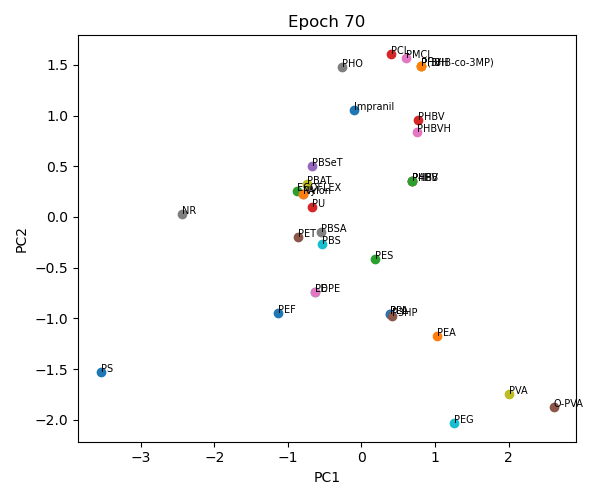 Epoch 70
PCL
PMCL
P(3HB-co-3MP)
PHO
Impranil
PHBV
PHBVH
PBSeT
PBAT
ECOFLEX
Nylon
PU
NR
PBSA
PET
PBS
PES
LDPE
PEF
P3HP
PEA
PS
PVA
O-PVA
PEG
PC2
1.5
1.0
0.5
0.0
−0.5
−1.0
−1.5
−2.0
−3
−2
−1
0
1
2
PC1